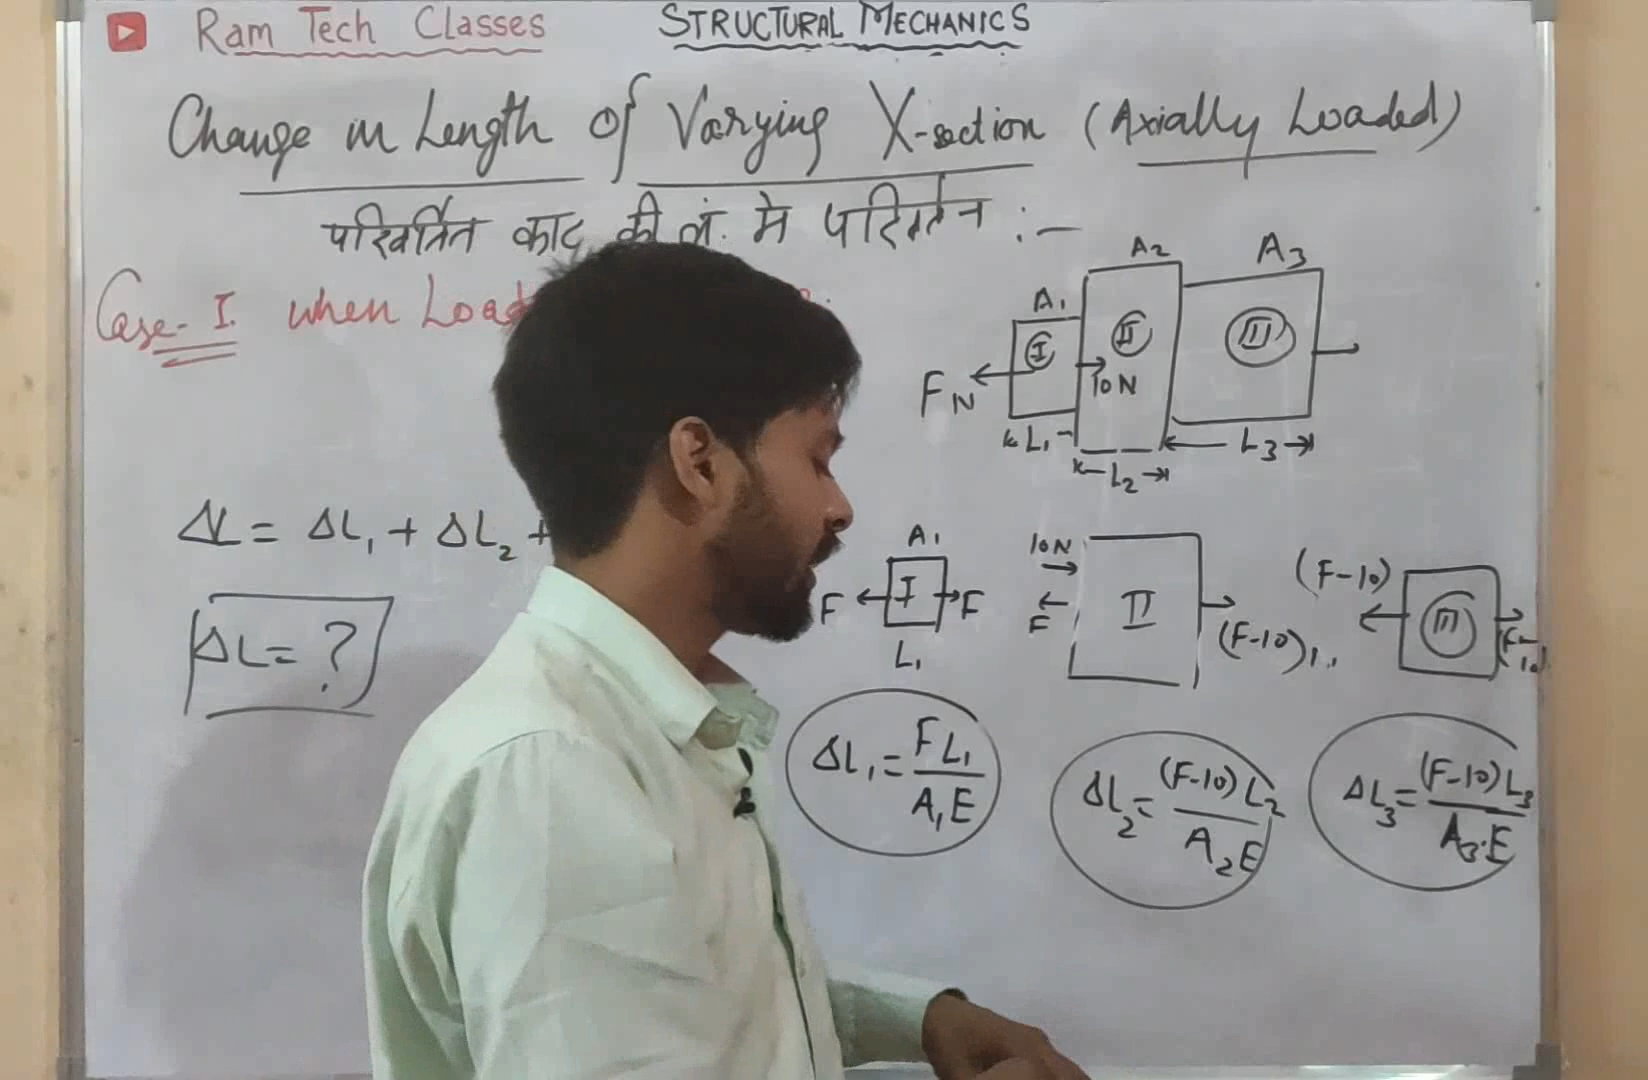 Ram Tech Classes
STRUCTURAL MECHANICS
Change in Length of Varying X-section (Axially Loaded)
परिवर्तित काट की लं. मे परिवर्तन :-
Case-I. when Load
A1
A2
A3
I
II
III
F N
10 N
L1
L2
L3
ΔL = ΔL1 + ΔL2 +
ΔL = ?
A1
F I F
L1
10N
F
II
(F-10)
(F-10)
III
(F-10)
ΔL1 = FL1 / A1E
ΔL2 = (F-10) L2 / A2E
ΔL3 = (F-10) L3 / A3.E